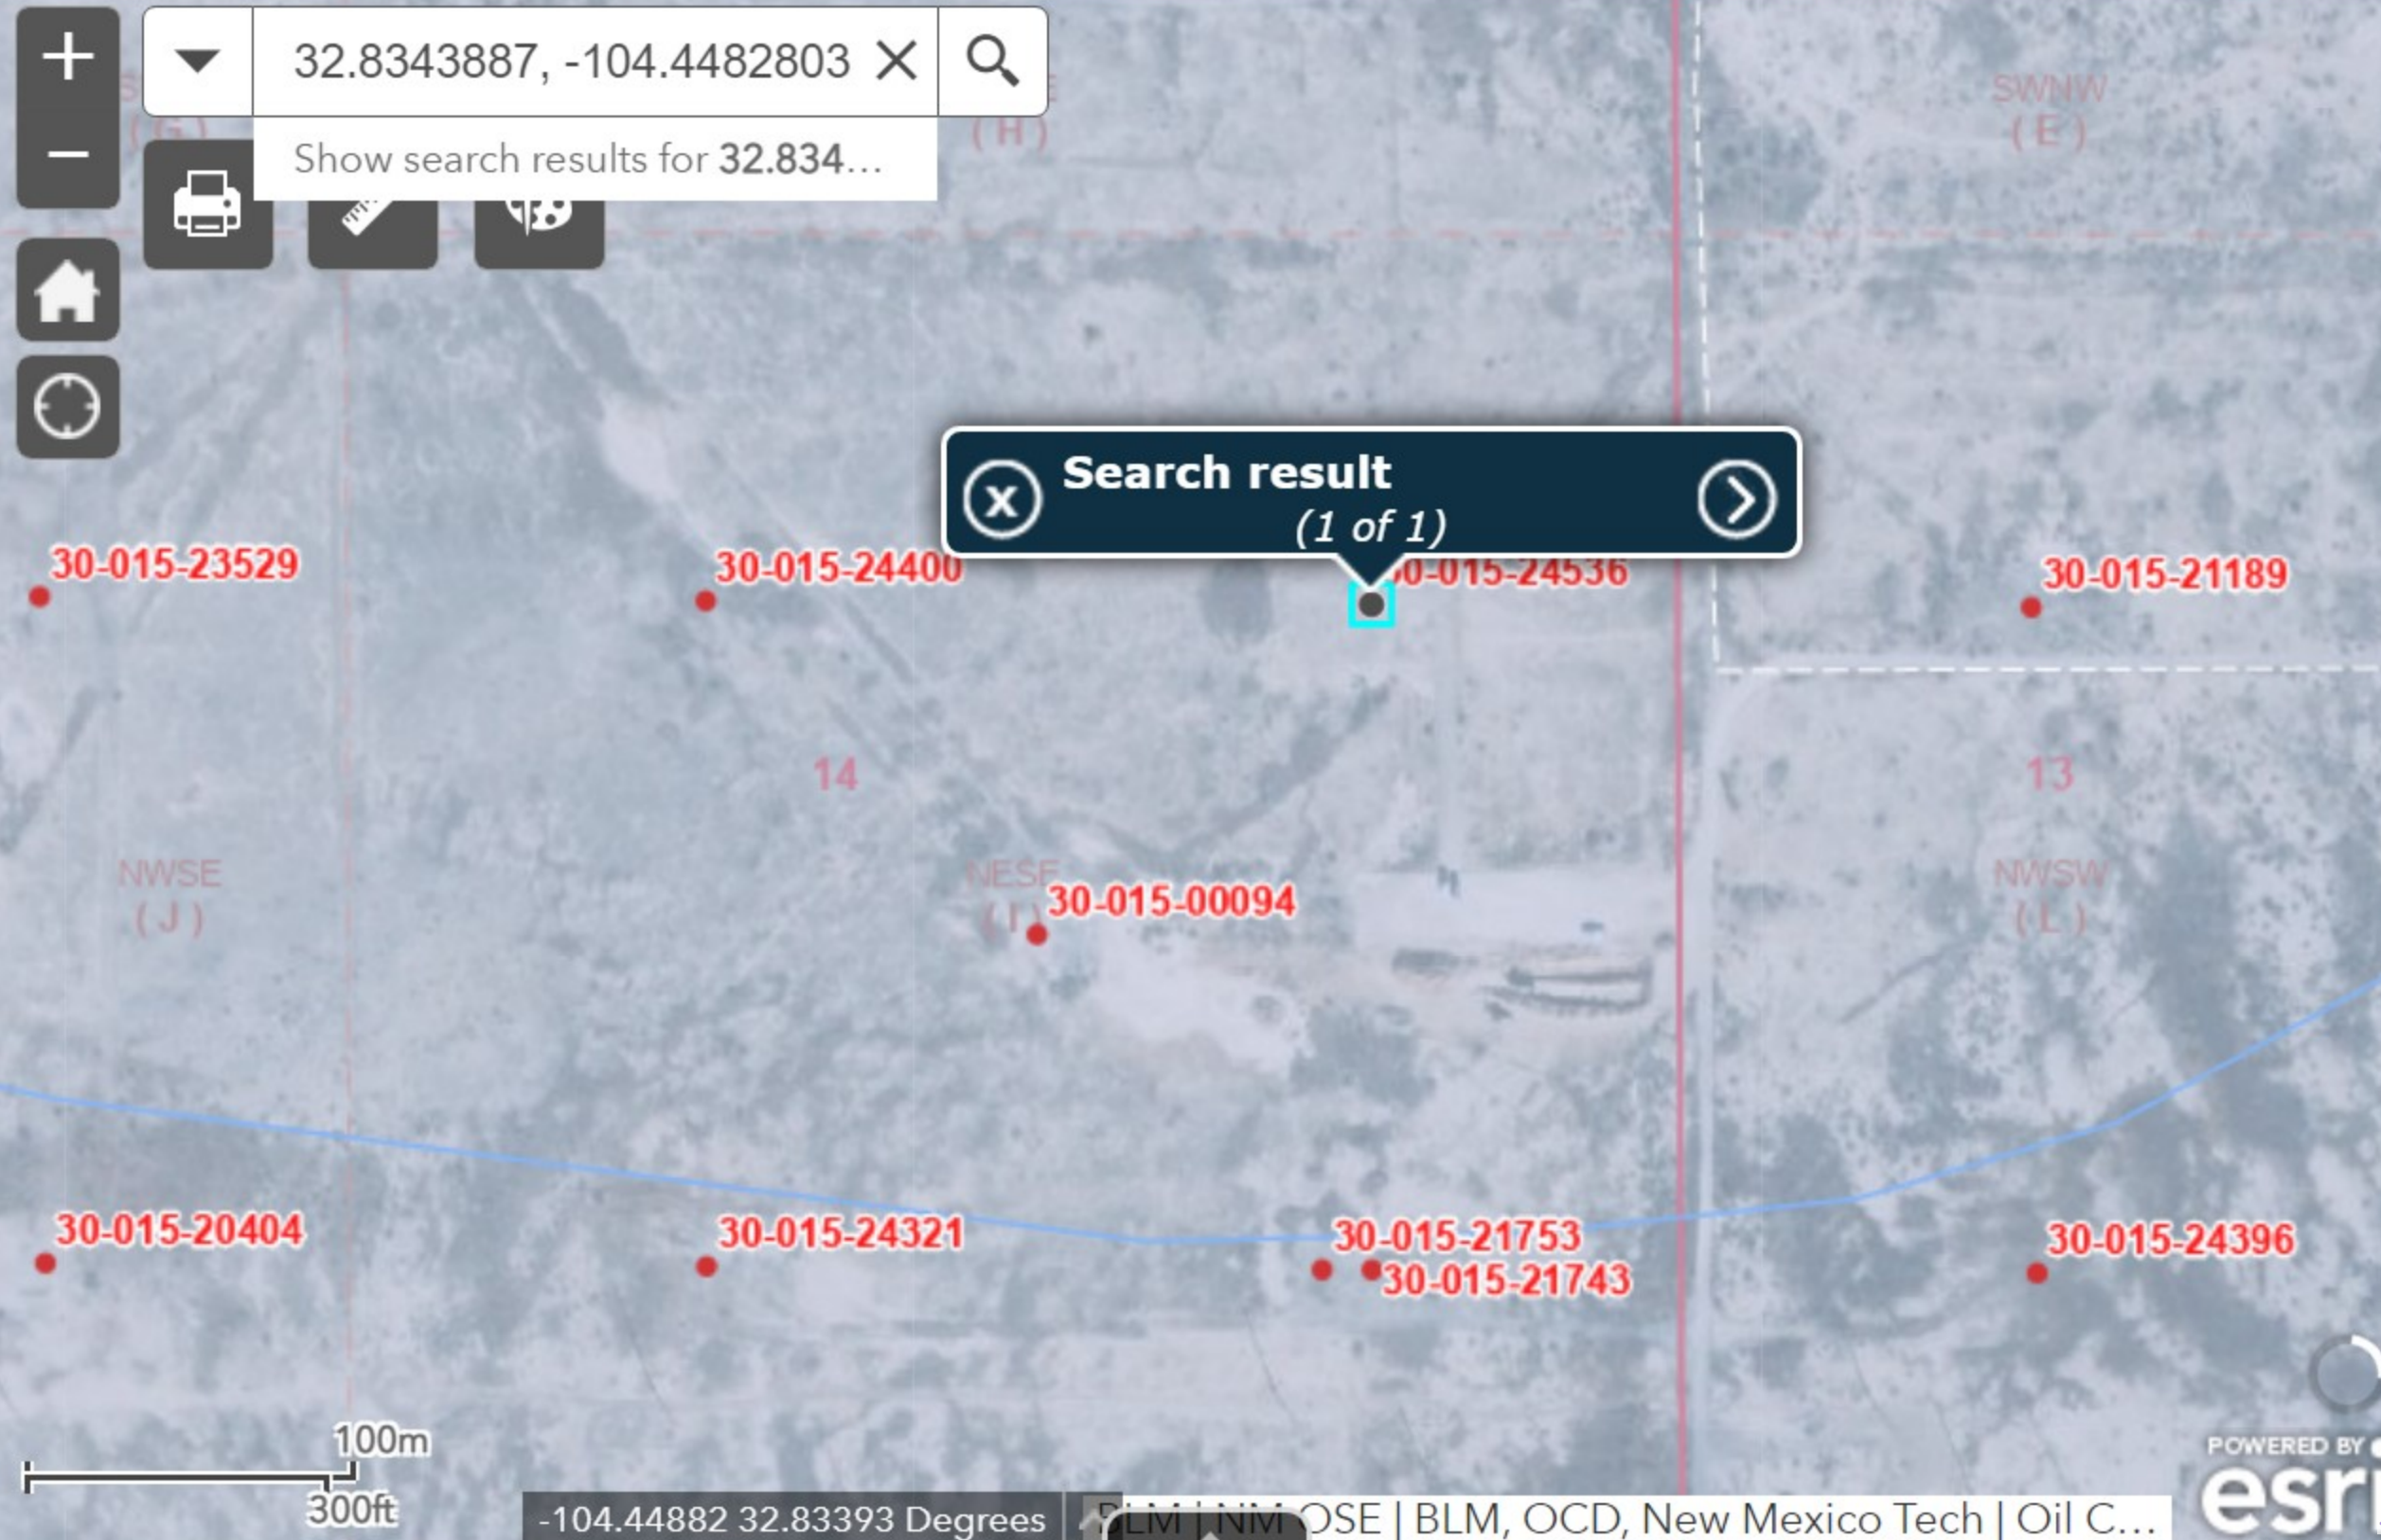 +
32.8343887, -104.4482803
SWNW
(G)
(H)
(E)
−
Show search results for 32.834...
Search result
x
(1 of 1)
30-015-23529
30-015-24400
0-015-24536
30-015-21189
14
13
NWSE
(J)
NESE
(I)
30-015-00094
NWSW
(L)
30-015-20404
30-015-24321
30-015-21753
30-015-21743
30-015-24396
100m
300ft
-104.44882 32.83393 Degrees
BLM | NM OSE | BLM, OCD, New Mexico Tech | Oil C...
POWERED BY
esri